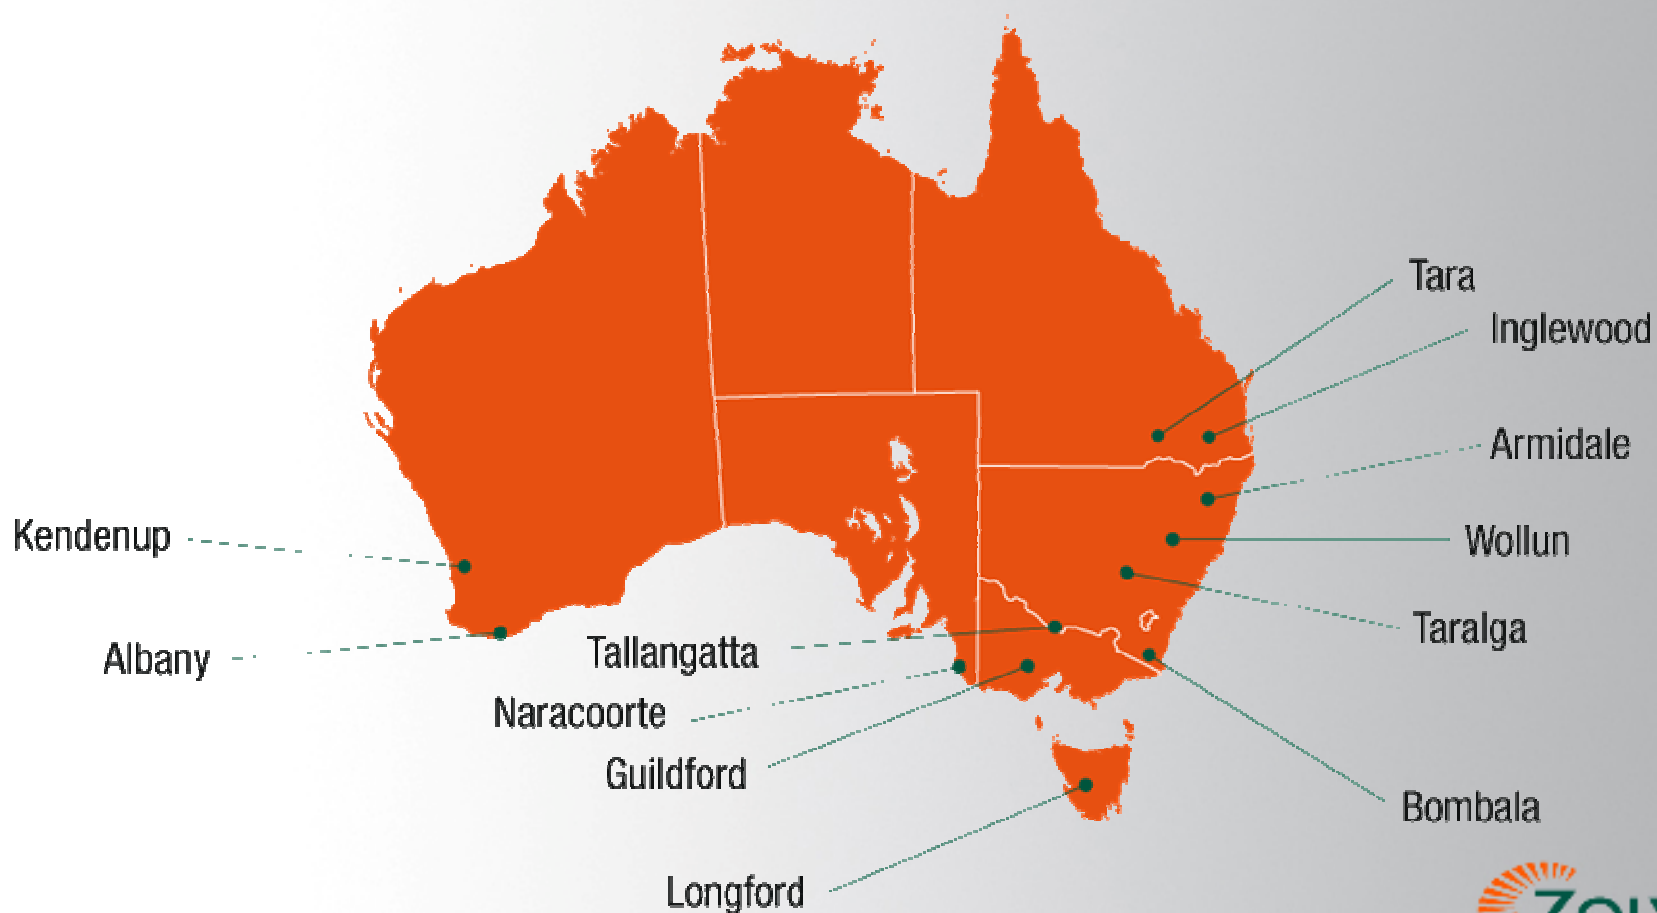 Tara
Inglewood
Armidale
Kendenup
Wollun
Taralga
Tallangatta
Albany
Naracoorte
Guildford
Bombala
Longford